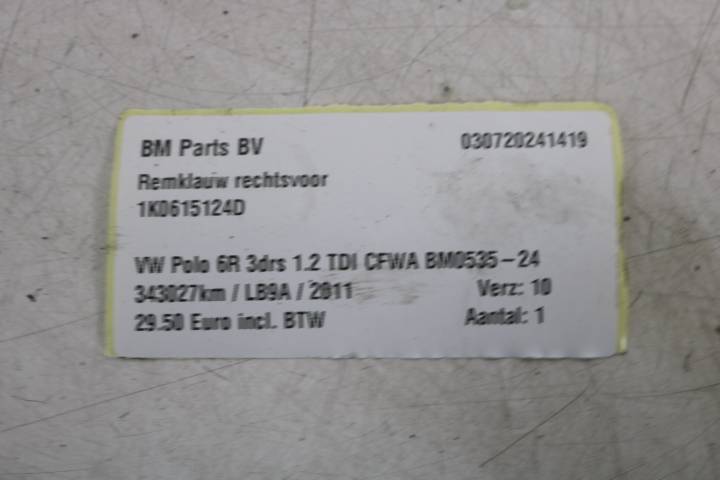 BM Parts BV 030720241419
Remklauw rechtsvoor
1K0615124D
VW Polo 6R 3drs 1.2 TDI CFWA BM0535-24
343027km / LB9A / 2011 Verz: 10
29.50 Euro incl. BTW Aantal: 1